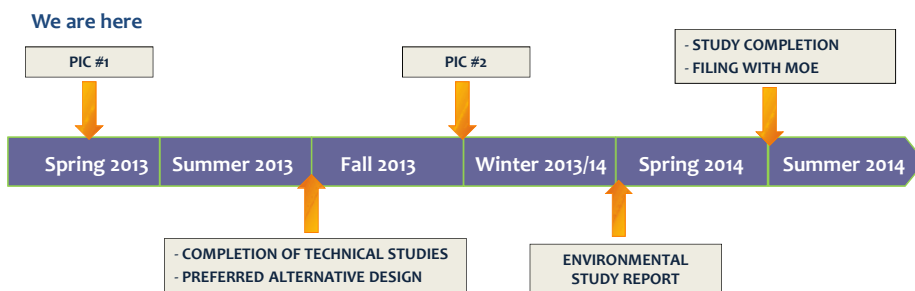 We are here
PIC #1
PIC #2
- STUDY COMPLETION
- FILING WITH MOE
Spring 2013
Summer 2013
Fall 2013
Winter 2013/14
Spring 2014
Summer 2014
- COMPLETION OF TECHNICAL STUDIES
- PREFERRED ALTERNATIVE DESIGN
ENVIRONMENTAL
STUDY REPORT